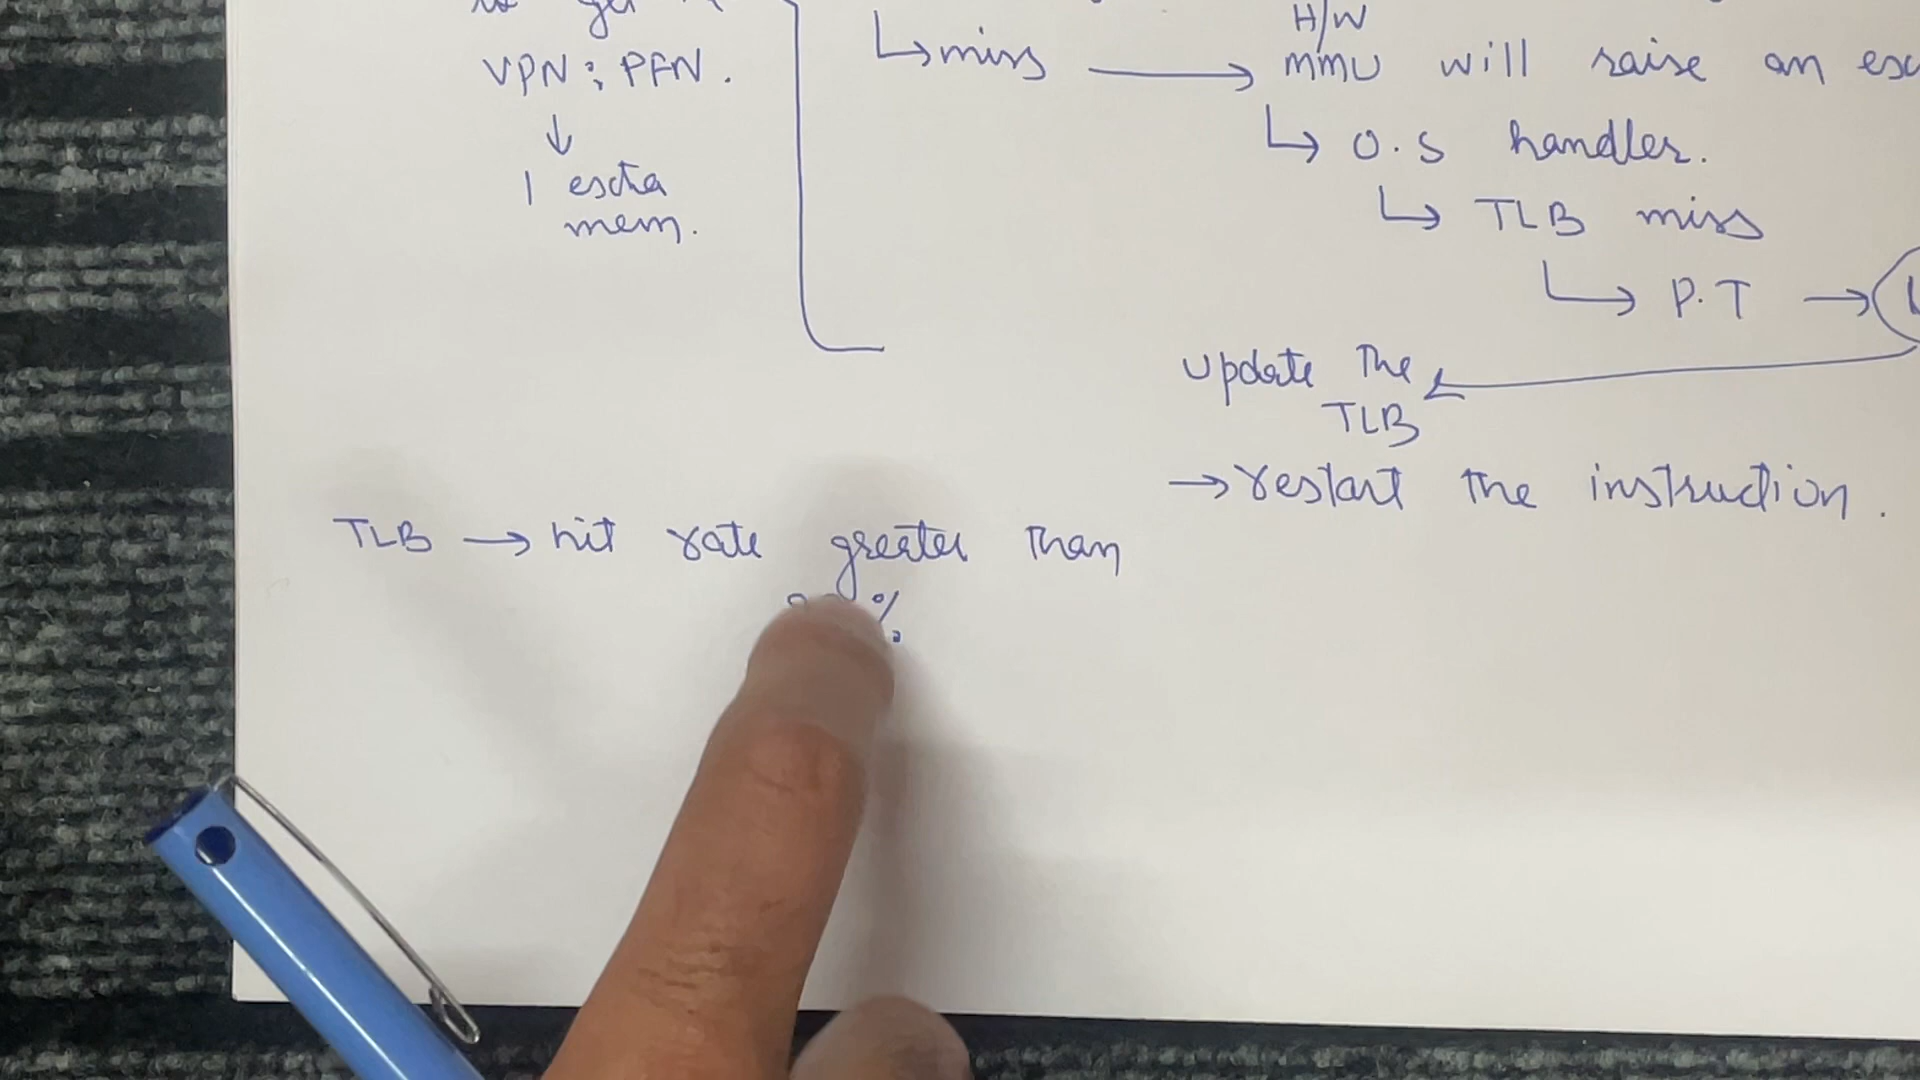 VPN : PFN.
↓
1 extra
mem.
H/W
↳ miss → MMU will raise an
↳ O.S handler.
↳ TLB miss
↳ P.T →
update the
TLB
→ restart the instruction.
TLB → hit rate greater than
%